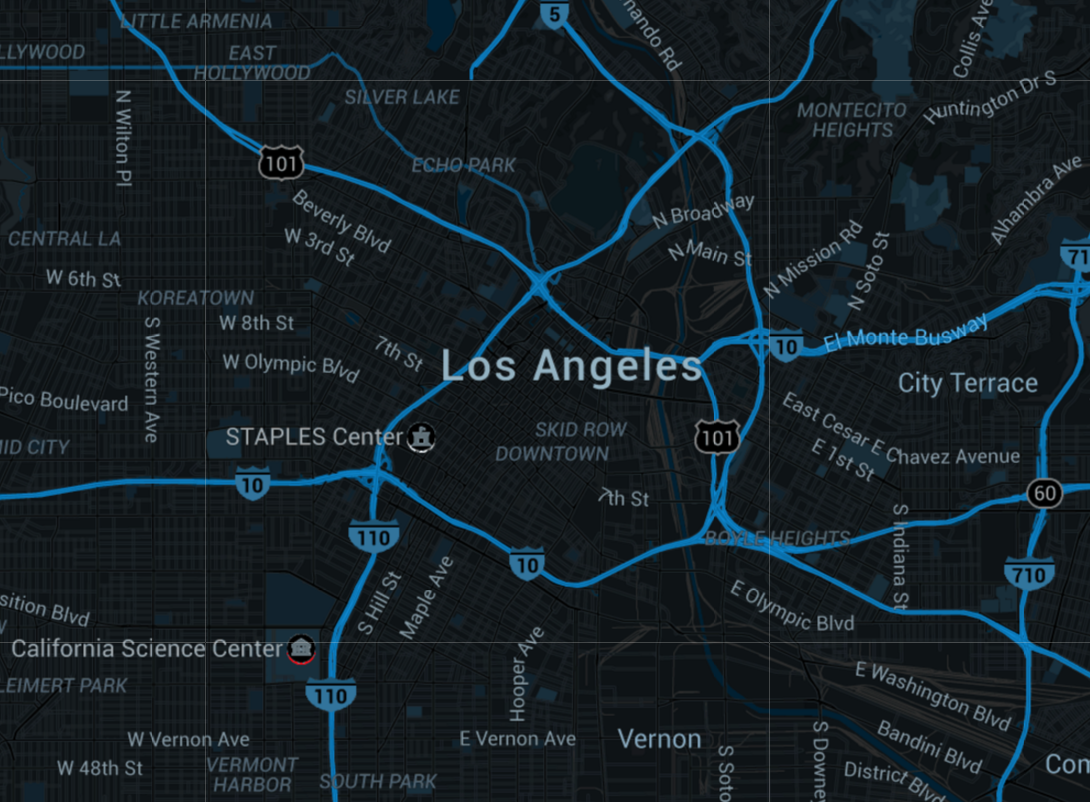 LITTLE ARMENIA
5
nando Rd
Collis Ave
LLYWOOD
EAST
HOLLYWOOD
N Wilton Pl
SILVER LAKE
Huntington Dr S
MONTECITO
HEIGHTS
101
ECHO PARK
Beverly Blvd
N Broadway
Alhambra Ave
CENTRAL LA
W 3rd St
N Main St
N Mission Rd
N Soto St
71
W 6th St
KOREATOWN
W 8th St
S Western Ave
7th St
10
El Monte Busway
W Olympic Blvd
Los Angeles
City Terrace
Pico Boulevard
STAPLES Center
SKID ROW
101
East Cesar E Chavez Avenue
MID CITY
DOWNTOWN
E 1st St
10
7th St
60
110
BOYLE HEIGHTS
S Indiana St
10
710
S Hill St
Maple Ave
E Olympic Blvd
sition Blvd
California Science Center
Hooper Ave
LEIMERT PARK
110
E Washington Blvd
W Vernon Ave
E Vernon Ave
Vernon
S Soto
S Downey
Bandini Blvd
W 48th St
VERMONT
HARBOR
SOUTH PARK
District Blvd
Com